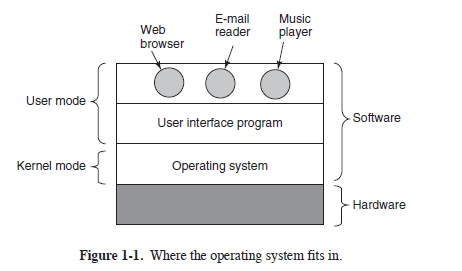 Web
browser
E-mail
reader
Music
player
User mode
User interface program
Software
Kernel mode
Operating system
Hardware
Figure 1-1. Where the operating system fits in.